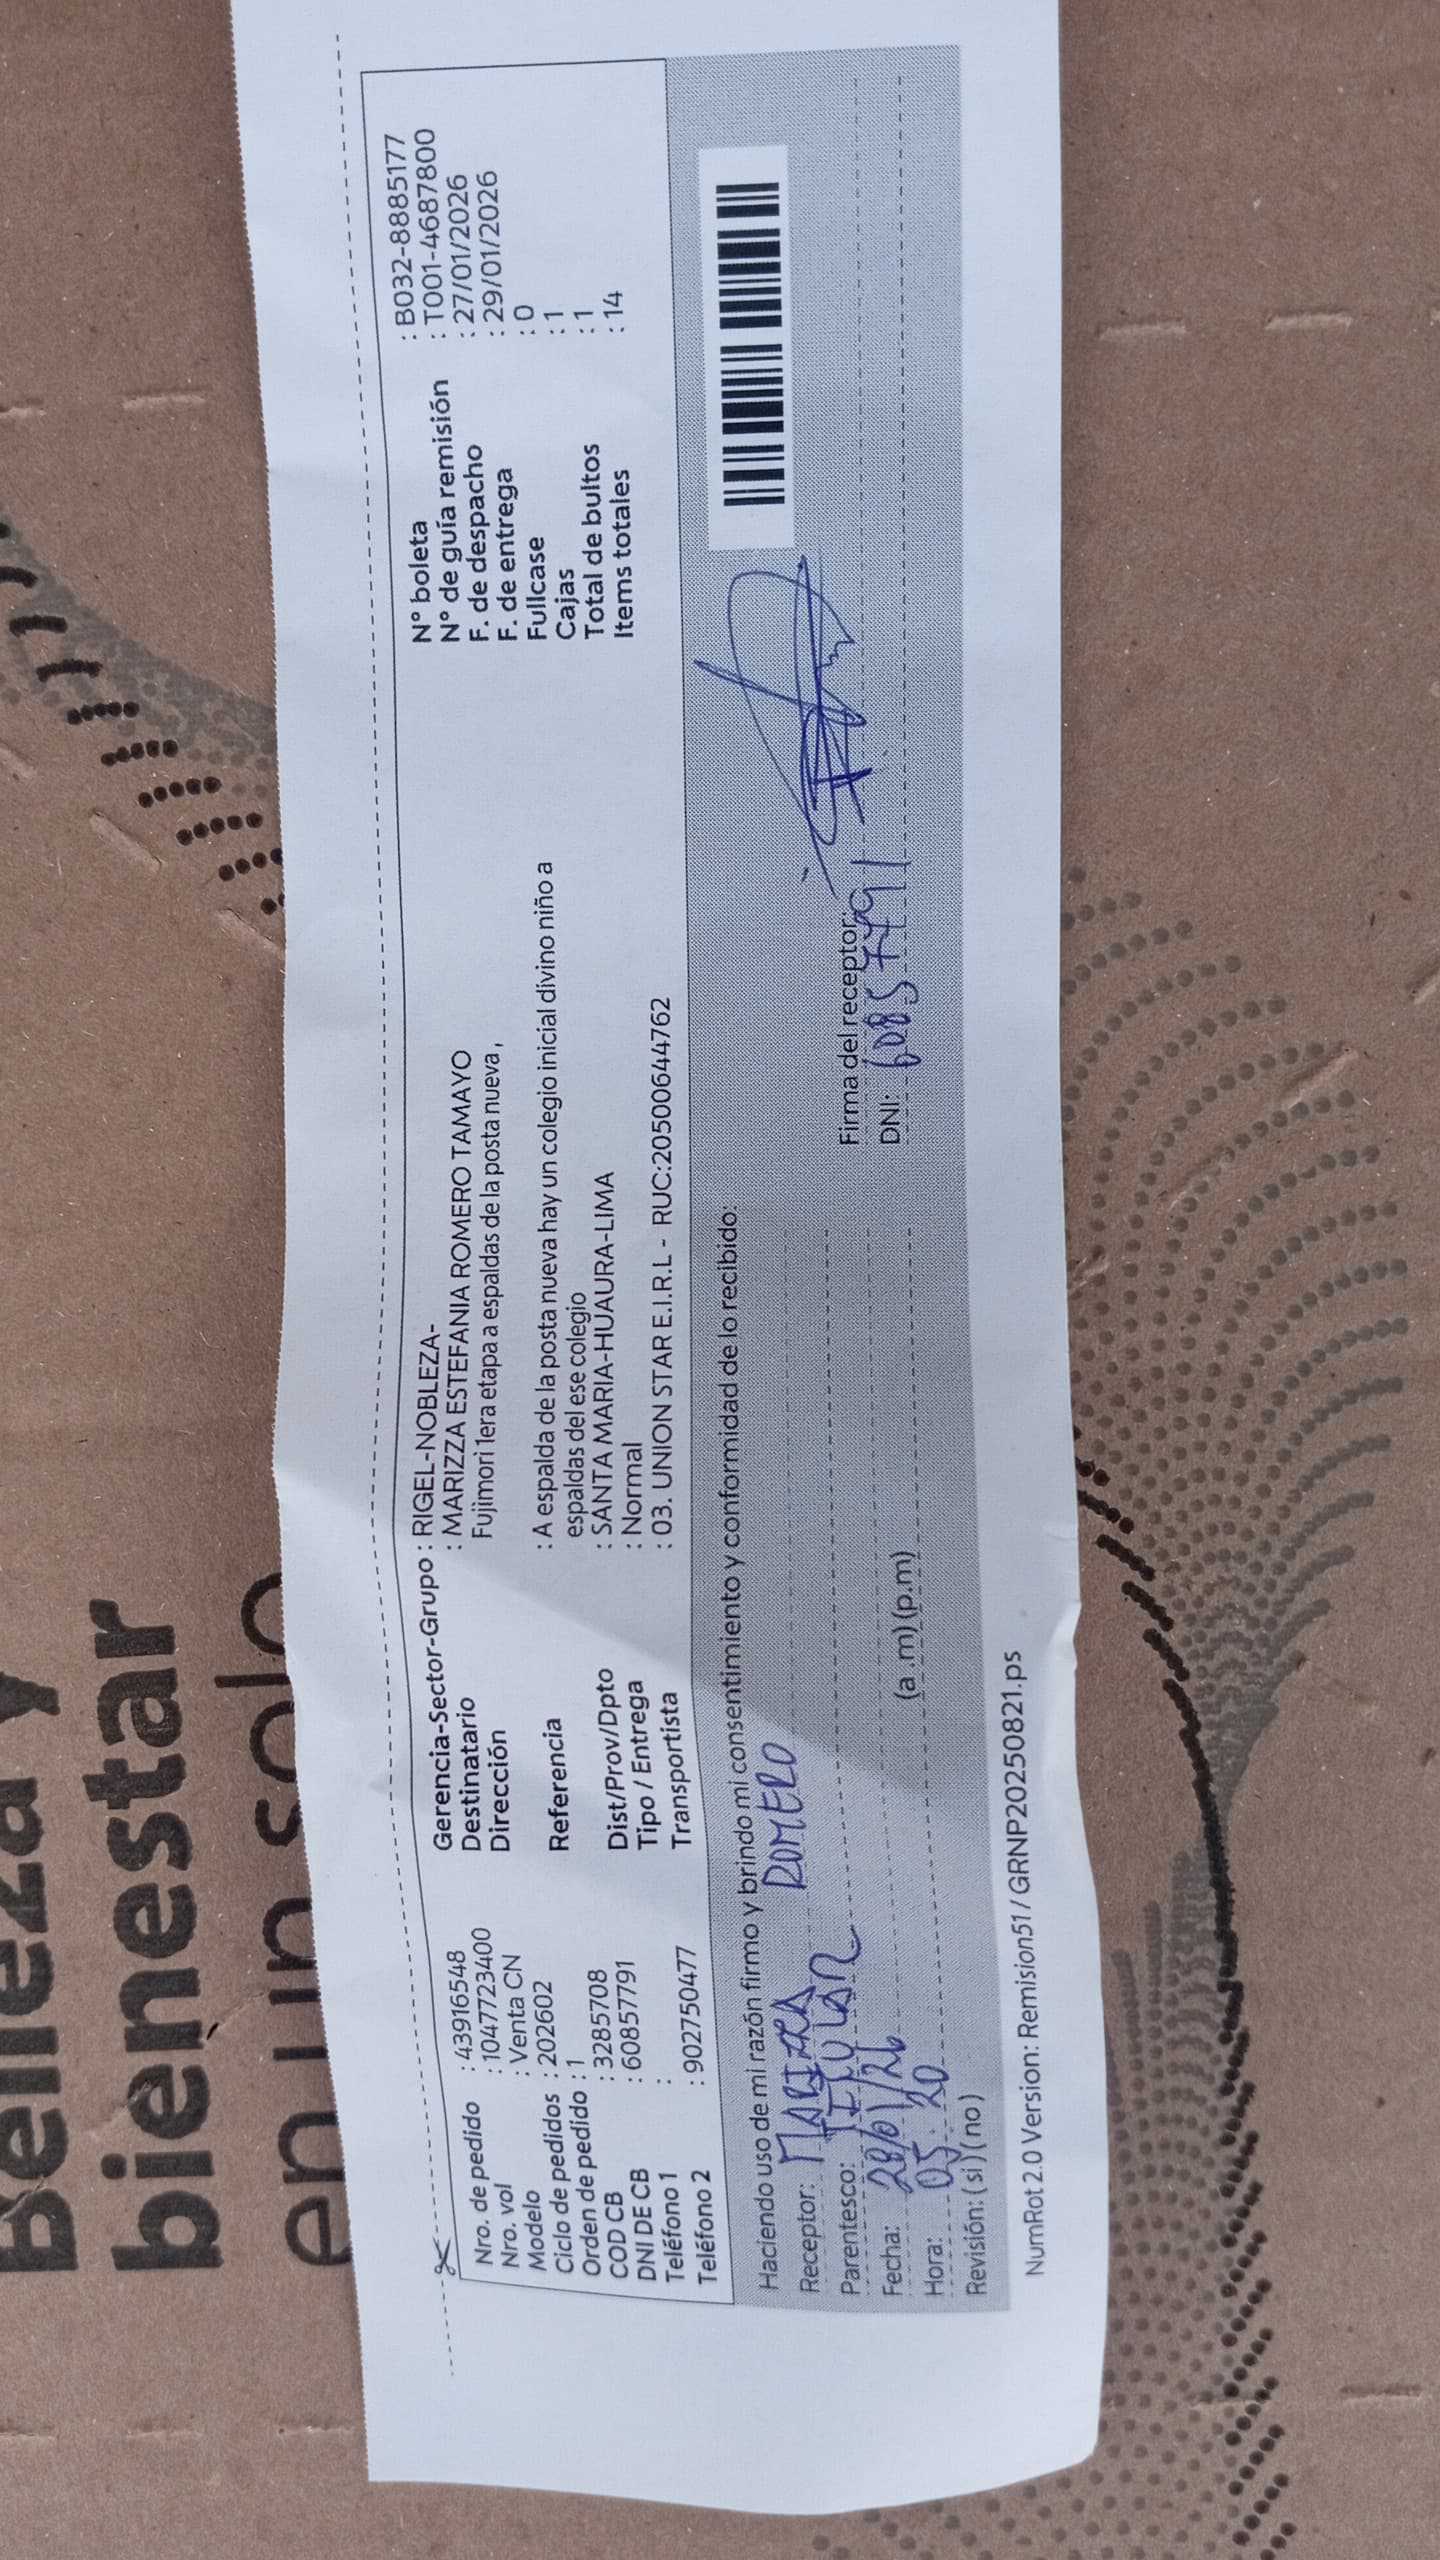 Belleza y
bienestar
en un solo
Nro. de pedido : 43916548
Nro. vol : 1047723400
Modelo : Venta CN
Ciclo de pedidos : 202602
Orden de pedido : 1
COD CB : 3285708
DNI DE CB : 60857791
Teléfono 1 :
Teléfono 2 : 902750477
Gerencia-Sector-Grupo : RIGEL-NOBLEZA-
Destinatario : MARIZZA ESTEFANIA ROMERO TAMAYO
Dirección Fujimori 1era etapa a espaldas de la posta nueva ,
Referencia : A espalda de la posta nueva hay un colegio inicial divino niño a
espaldas del ese colegio
Dist/Prov/Dpto : SANTA MARIA-HUAURA-LIMA
Tipo / Entrega : Normal
Transportista : 03. UNION STAR E.I.R.L - RUC:20500644762
N° boleta : B032-8885177
N° de guía remisión : T001-4687800
F. de despacho : 27/01/2026
F. de entrega : 29/01/2026
Fullcase : 0
Cajas : 1
Total de bultos : 1
Items totales : 14
Haciendo uso de mi razón firmo y brindo mi consentimiento y conformidad de lo recibido:
Receptor: MARIZZA ROMERO
Parentesco: TITULAR
Fecha: 28/01/26
Hora: 05:20 (a.m)(p.m)
Revisión: ( si ) ( no )
Firma del receptor:
DNI: 60857791
NumRot 2.0 Version: Remision51 / GRNP20250821.ps